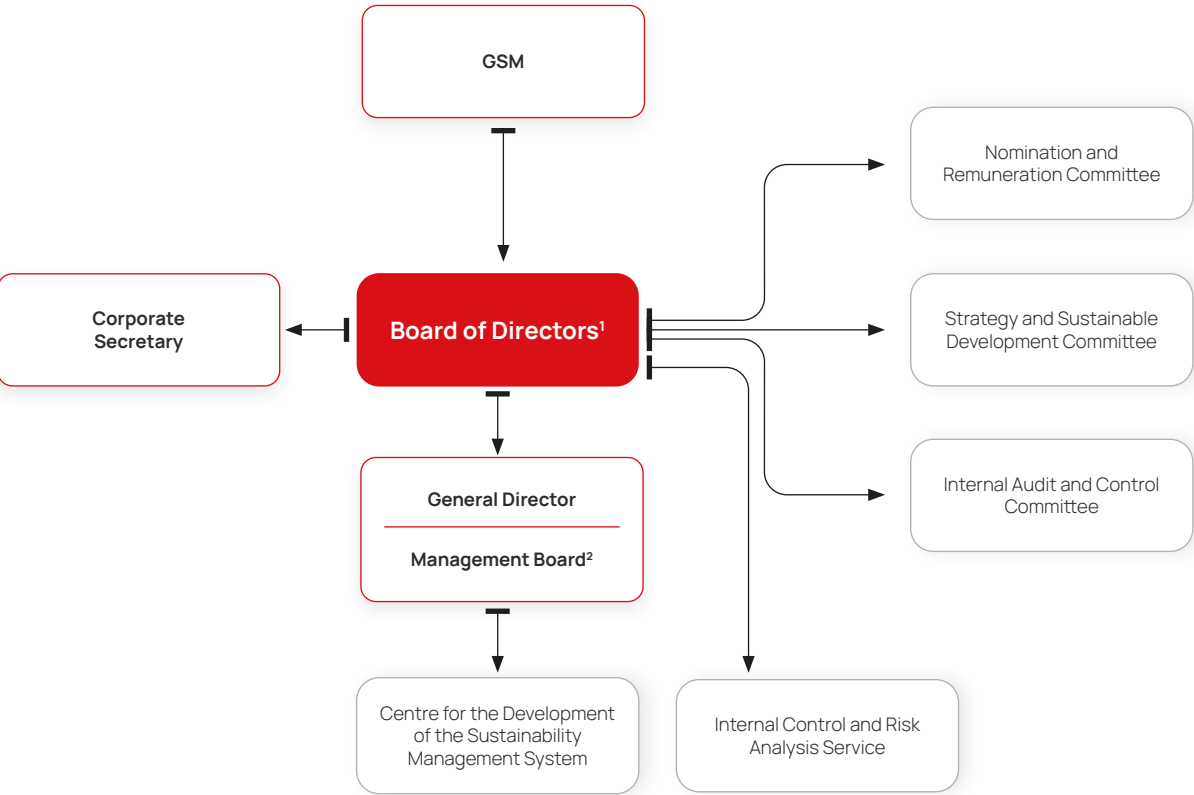 GSM
Nomination and
Remuneration Committee
Corporate
Secretary
Board of Directors¹
Strategy and Sustainable
Development Committee
General Director
Management Board²
Internal Audit and Control
Committee
Centre for the Development
of the Sustainability
Management System
Internal Control and Risk
Analysis Service